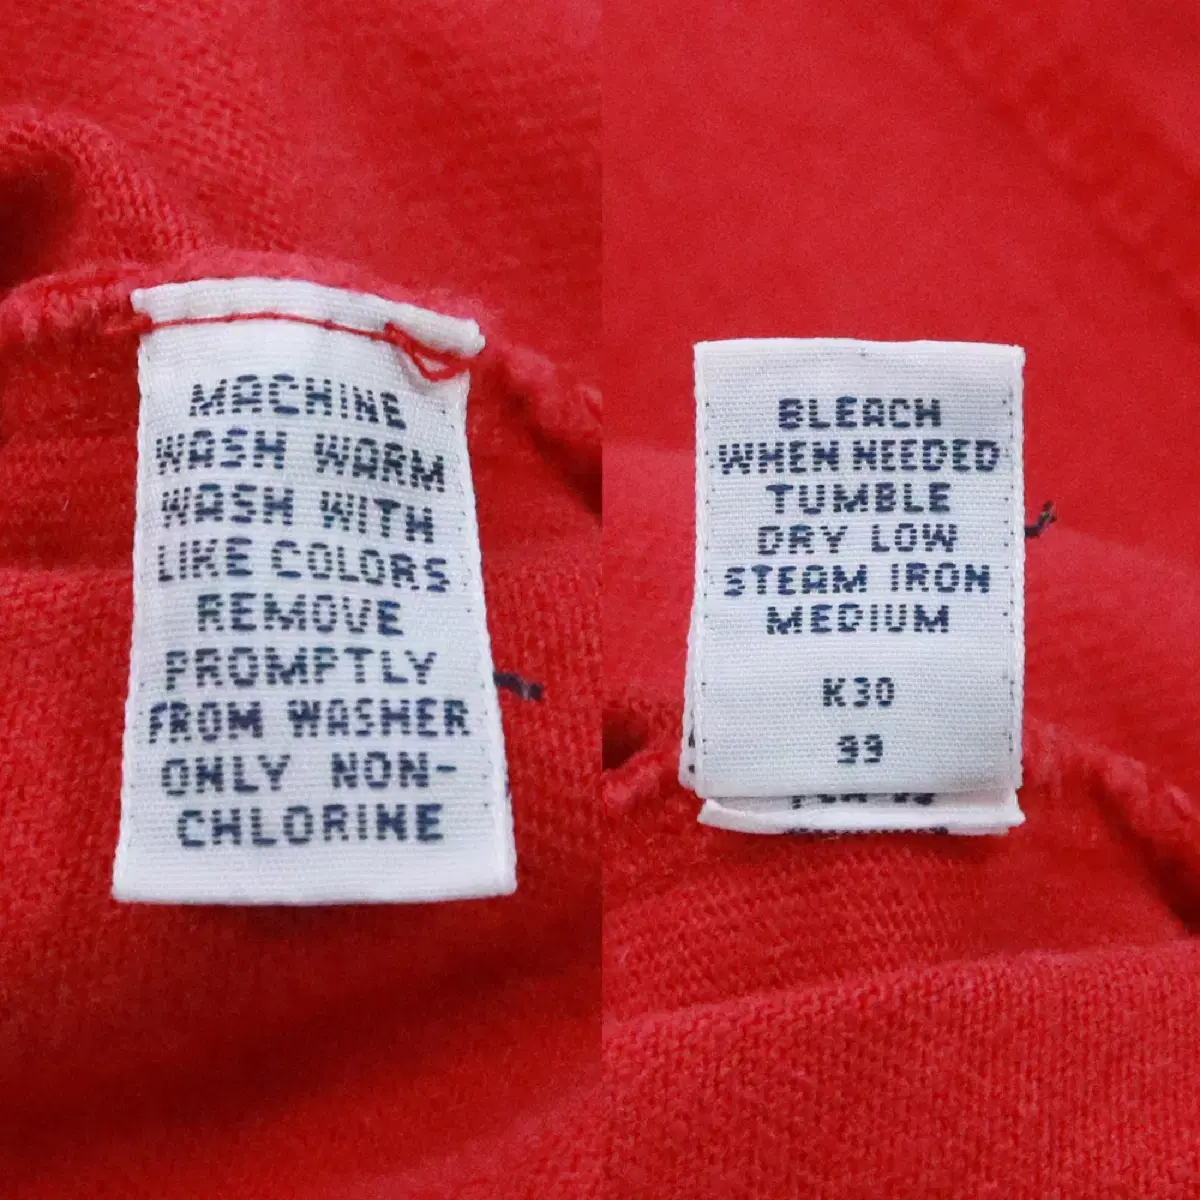 MACHINE
WASH WARM
WASH WITH
LIKE COLORS
REMOVE
PROMPTLY
FROM WASHER
ONLY NON-
CHLORINE
BLEACH
WHEN NEEDED
TUMBLE
DRY LOW
STEAM IRON
MEDIUM
K30
99